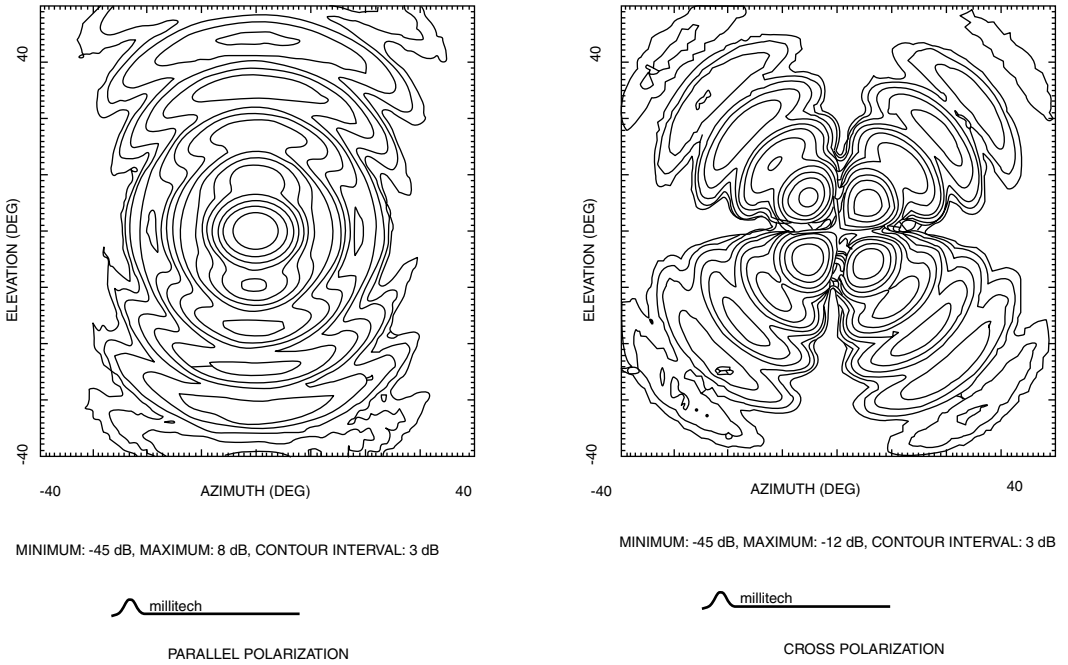 40
ELEVATION (DEG)
-40
-40
AZIMUTH (DEG)
40
MINIMUM: -45 dB, MAXIMUM: 8 dB, CONTOUR INTERVAL: 3 dB
millitech
PARALLEL POLARIZATION
40
ELEVATION (DEG)
-40
-40
AZIMUTH (DEG)
40
MINIMUM: -45 dB, MAXIMUM: -12 dB, CONTOUR INTERVAL: 3 dB
millitech
CROSS POLARIZATION